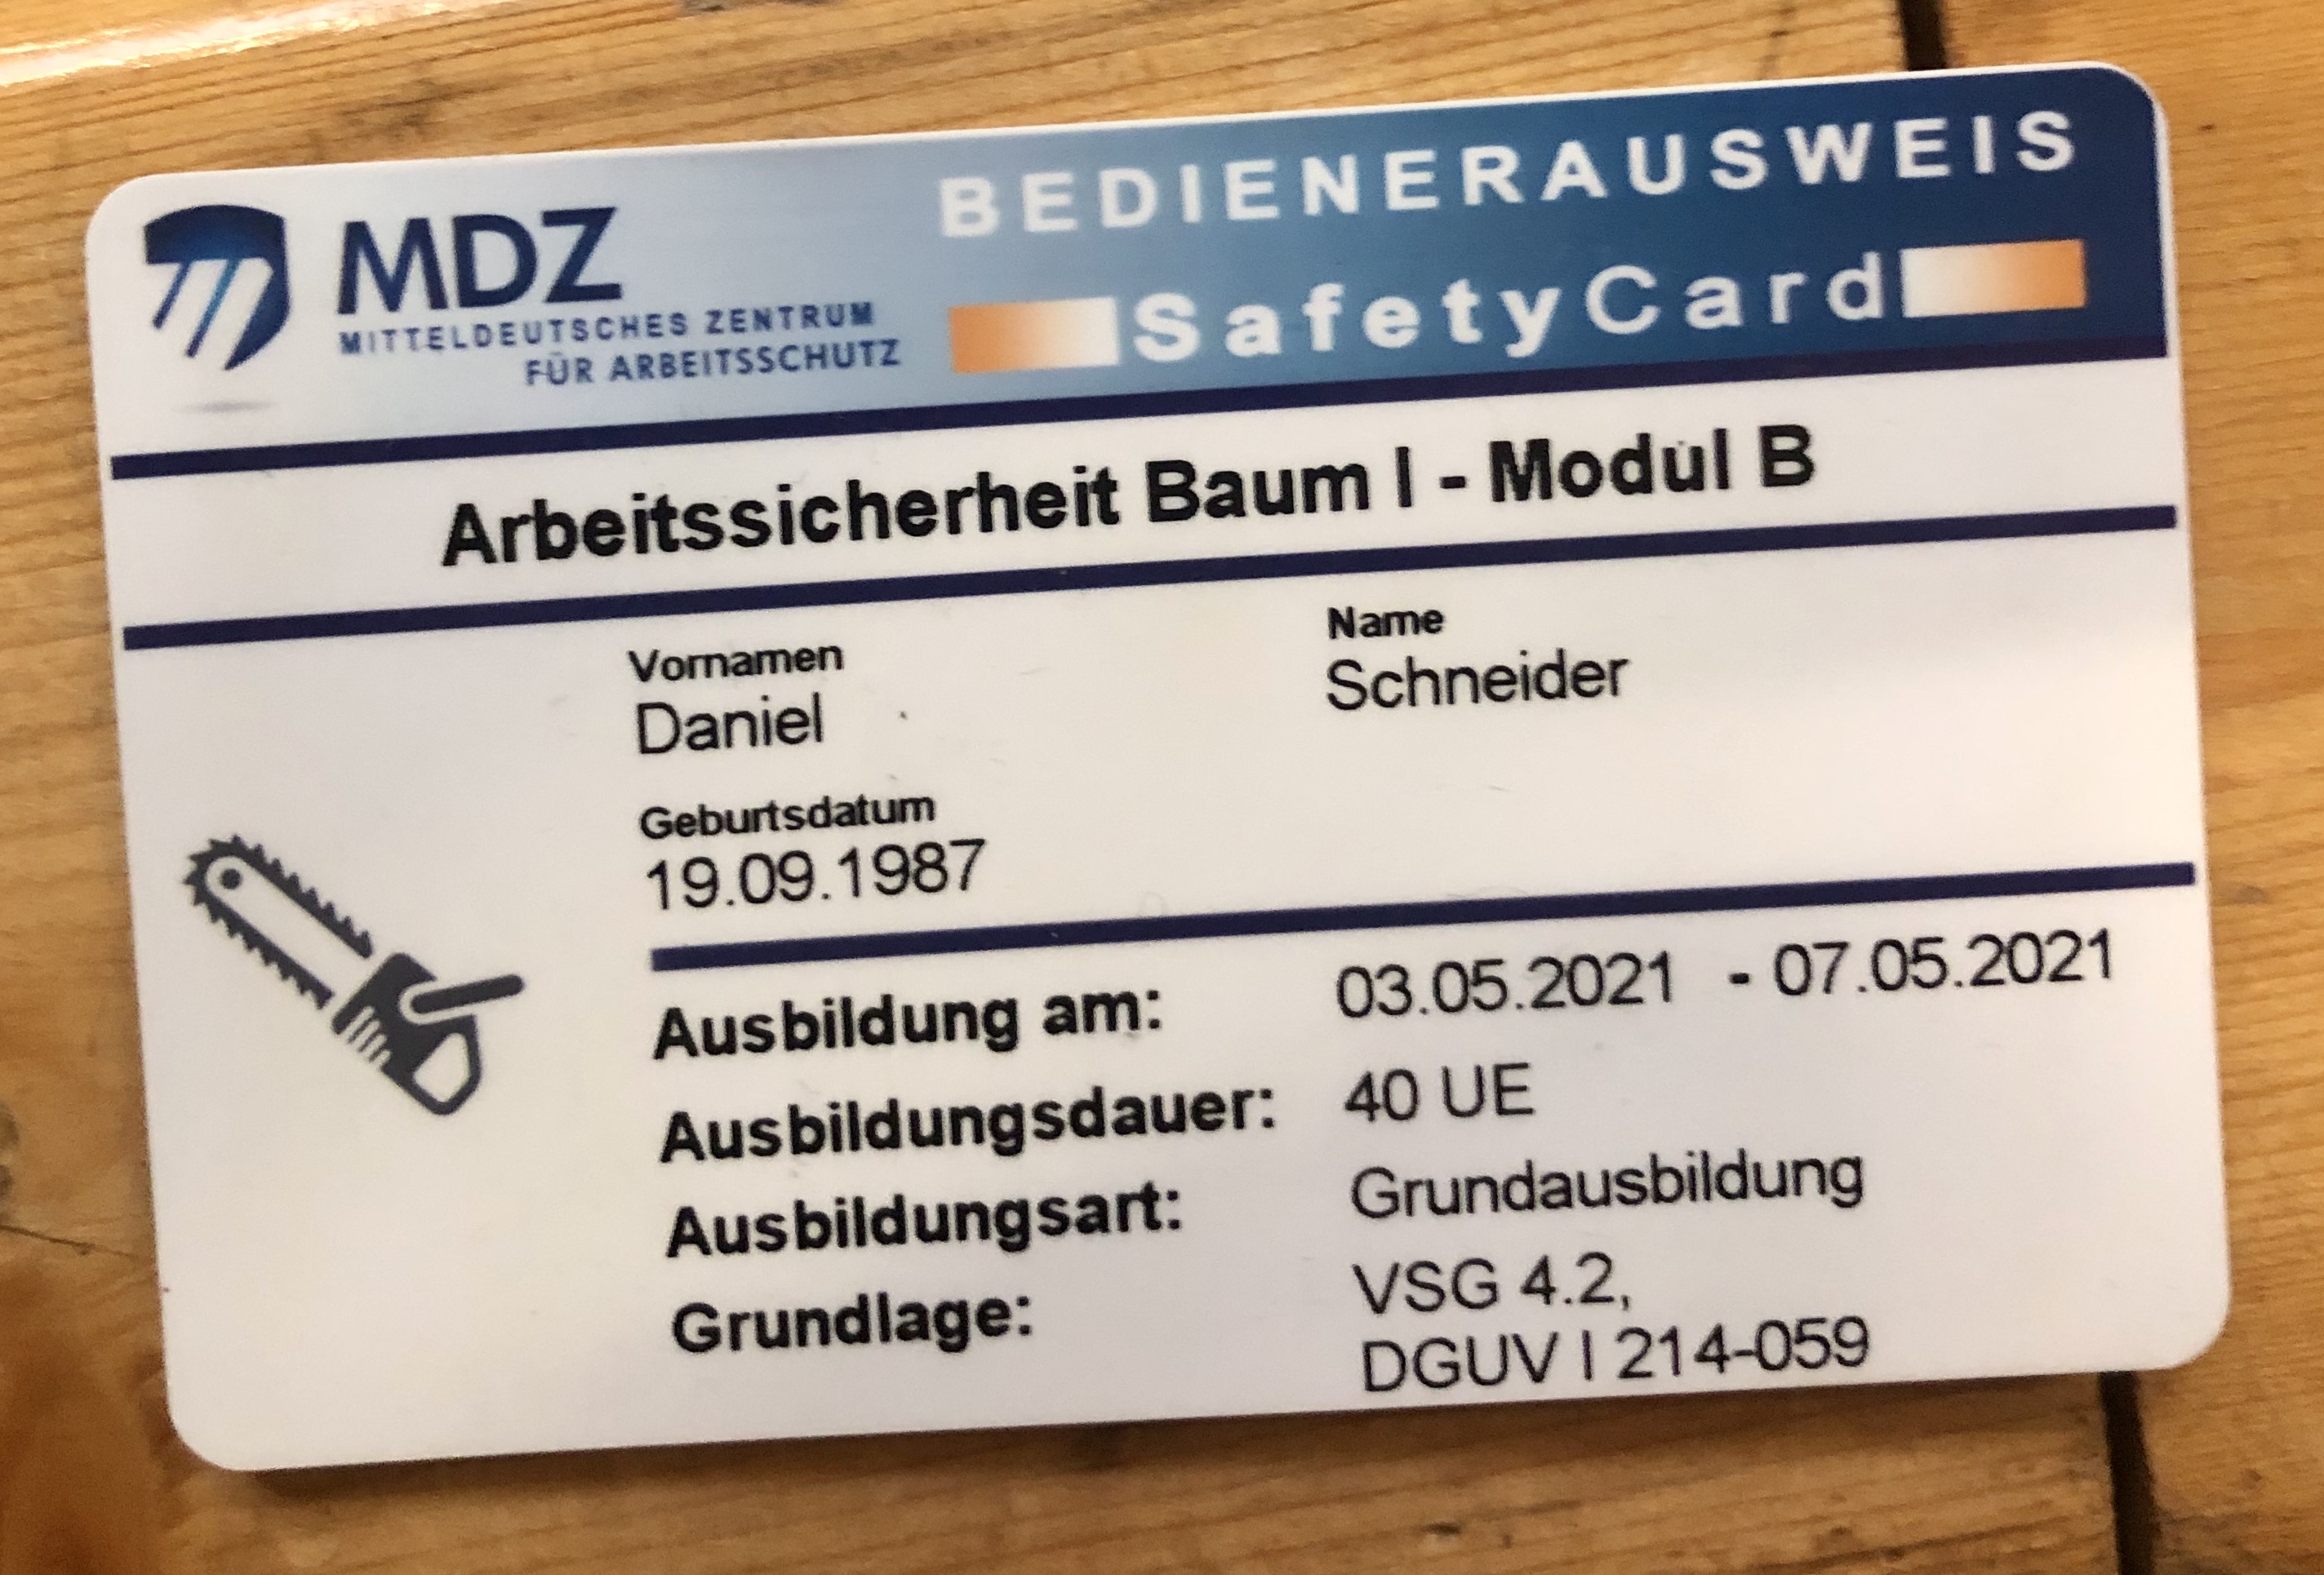 MDZ
MITTELDEUTSCHES ZENTRUM
FÜR ARBEITSSCHUTZ
BEDIENERAUSWEIS
SafetyCard
Arbeitssicherheit Baum I - Modul B
Vornamen
Daniel
Name
Schneider
Geburtsdatum
19.09.1987
Ausbildung am: 03.05.2021 - 07.05.2021
Ausbildungsdauer: 40 UE
Ausbildungsart: Grundausbildung
Grundlage: VSG 4.2,
DGUV I 214-059